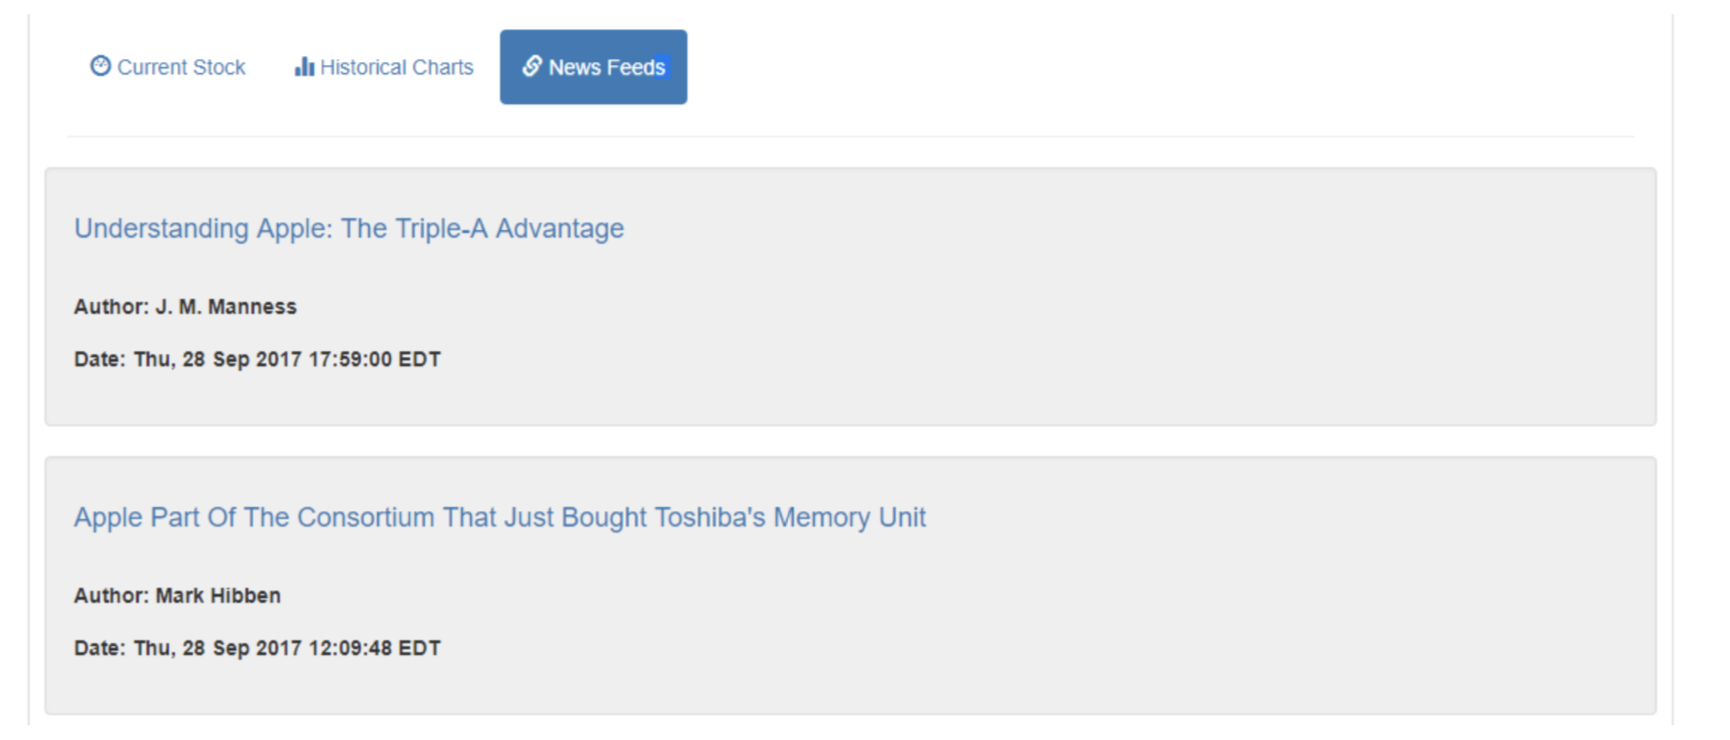 Current Stock Historical Charts News Feeds
Understanding Apple: The Triple-A Advantage
Author: J. M. Manness
Date: Thu, 28 Sep 2017 17:59:00 EDT
Apple Part Of The Consortium That Just Bought Toshiba's Memory Unit
Author: Mark Hibben
Date: Thu, 28 Sep 2017 12:09:48 EDT